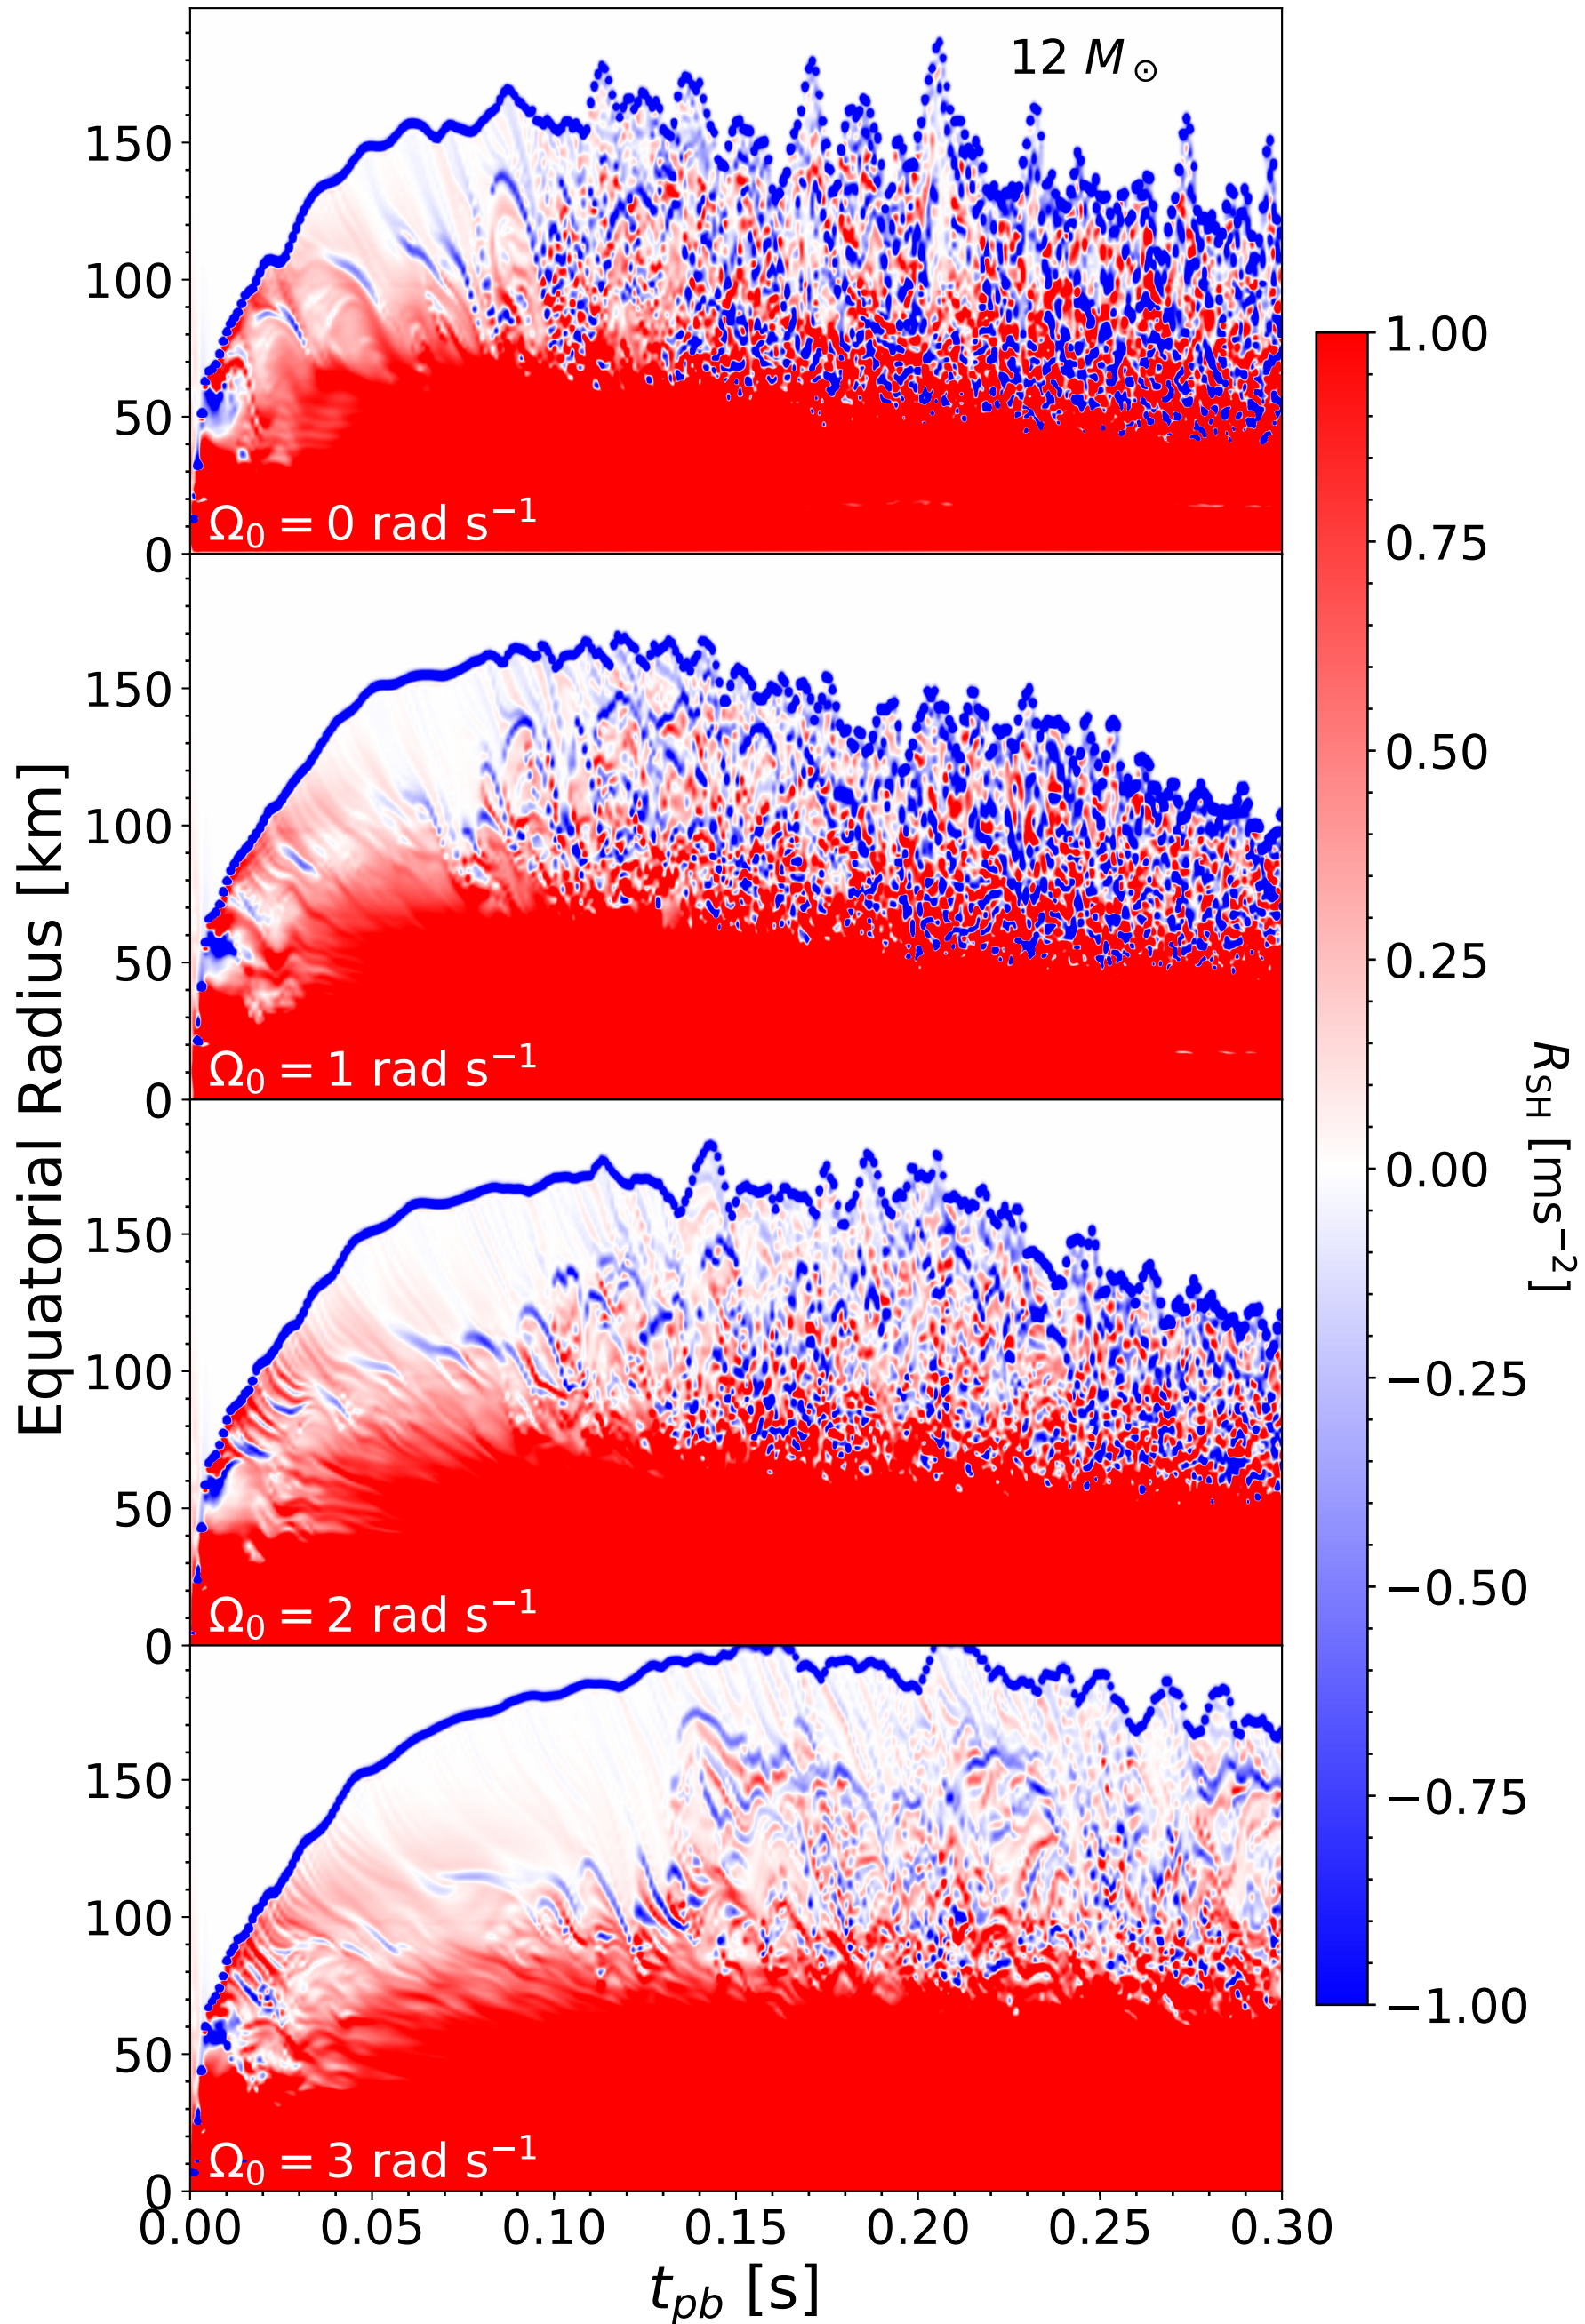 12 M⊙
150
100
50
0
Ω₀ = 0 rad s⁻¹
150
100
50
0
Ω₀ = 1 rad s⁻¹
150
100
50
0
Ω₀ = 2 rad s⁻¹
150
100
50
0
Ω₀ = 3 rad s⁻¹
0.00 0.05 0.10 0.15 0.20 0.25 0.30
t_pb [s]
Equatorial Radius [km]
1.00
0.75
0.50
0.25
0.00
−0.25
−0.50
−0.75
−1.00
R_SH [ms⁻²]